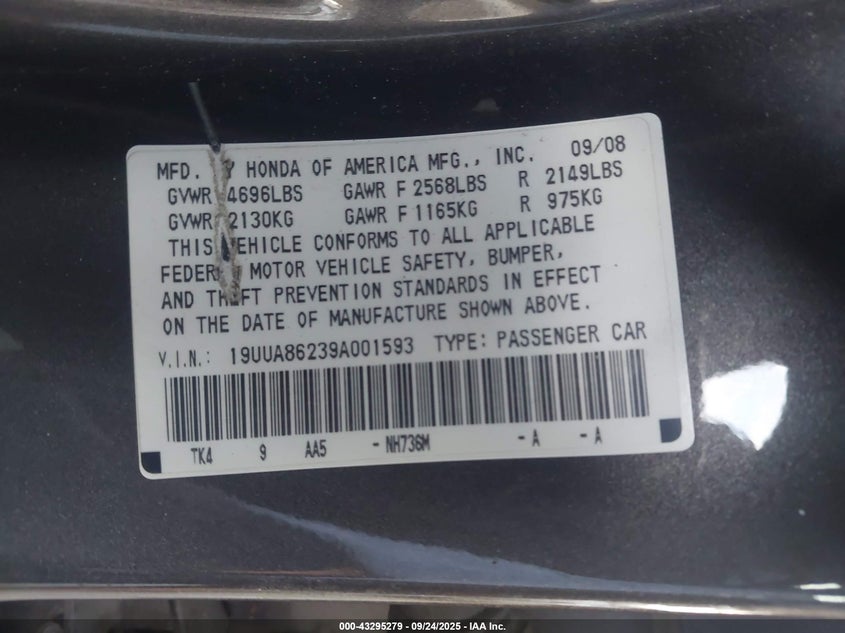 MFD. BY HONDA OF AMERICA MFG., INC. 09/08
GVWR 4696LBS GAWR F 2568LBS R 2149LBS
GVWR 2130KG GAWR F 1165KG R 975KG
THIS VEHICLE CONFORMS TO ALL APPLICABLE
FEDERAL MOTOR VEHICLE SAFETY, BUMPER,
AND THEFT PREVENTION STANDARDS IN EFFECT
ON THE DATE OF MANUFACTURE SHOWN ABOVE.
V.I.N.: 19UUA86239A001593 TYPE: PASSENGER CAR
TK4 9 AA5 -NH736M -A -A
000-43295279 - 09/24/2025 - IAA Inc.